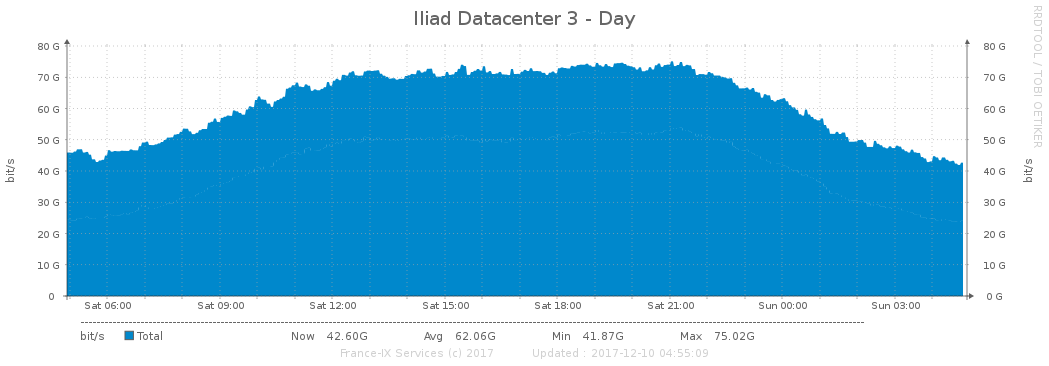 Iliad Datacenter 3 - Day
RRDTOOL / TOBI OETIKER
80 G 80 G
70 G 70 G
60 G 60 G
50 G 50 G
40 G 40 G
30 G 30 G
20 G 20 G
10 G 10 G
0 0 G
bit/s bit/s
Sat 06:00 Sat 09:00 Sat 12:00 Sat 15:00 Sat 18:00 Sat 21:00 Sun 00:00 Sun 03:00
bit/s Total Now 42.60G Avg 62.06G Min 41.87G Max 75.02G
France-IX Services (c) 2017 Updated : 2017-12-10 04:55:09